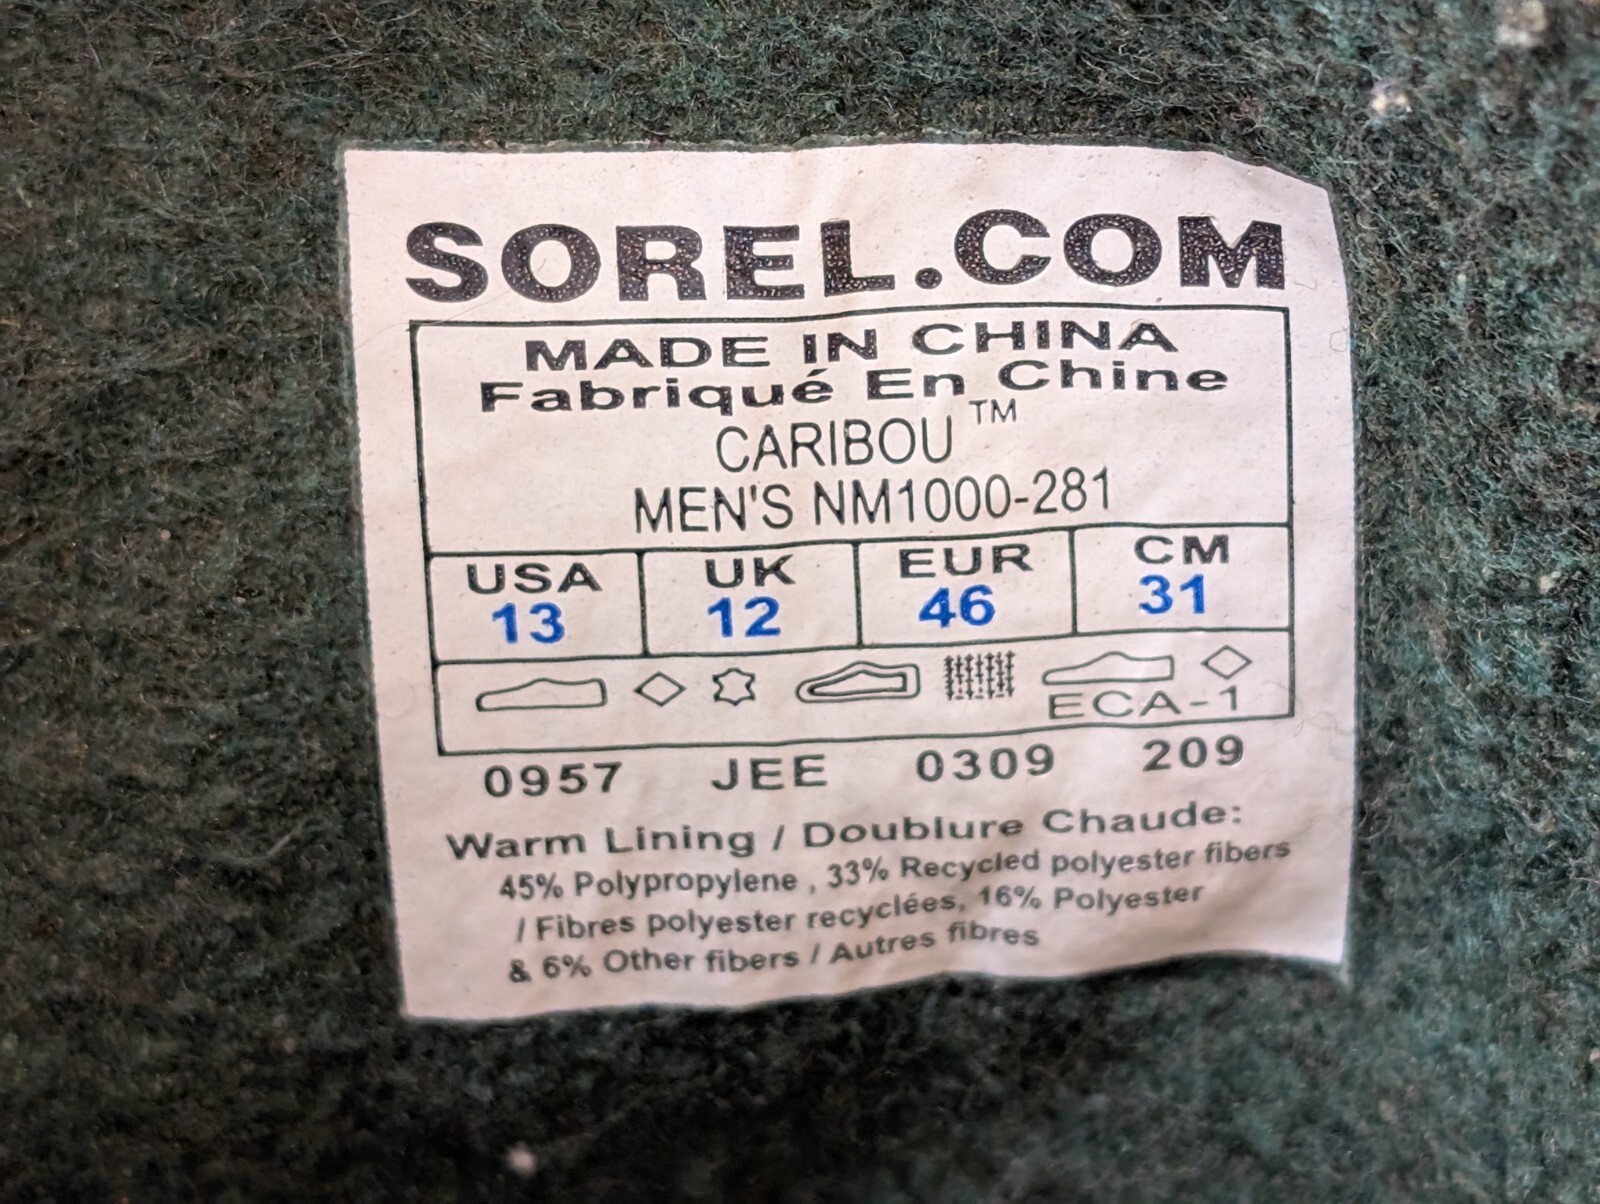 SOREL.COM
MADE IN CHINA
Fabriqué En Chine
CARIBOU™
MEN'S NM1000-281
USA UK EUR CM
13 12 46 31
ECA-1
0957 JEE 0309 209
Warm Lining / Doublure Chaude:
45% Polypropylene , 33% Recycled polyester fibers
/ Fibres polyester recyclées, 16% Polyester
& 6% Other fibers / Autres fibres